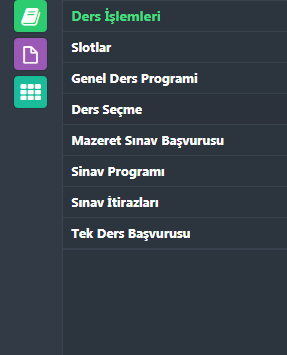 Ders İşlemleri
Slotlar
Genel Ders Programi
Ders Seçme
Mazeret Sınav Başvurusu
Sinav Programı
Sınav İtirazları
Tek Ders Başvurusu